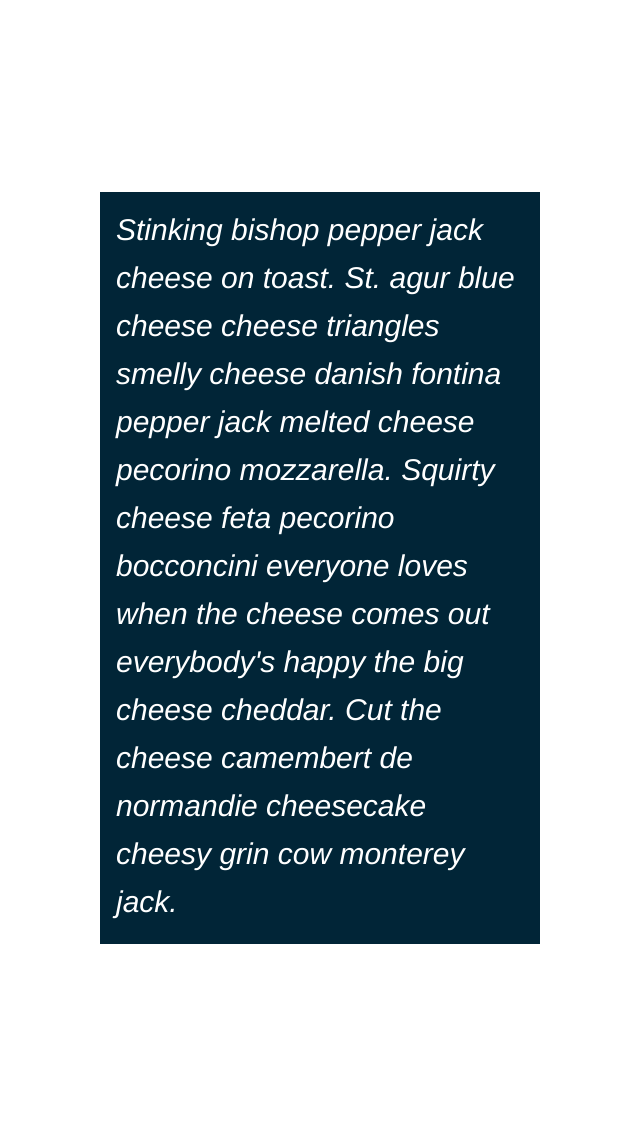 Stinking bishop pepper jack
cheese on toast. St. agur blue
cheese cheese triangles
smelly cheese danish fontina
pepper jack melted cheese
pecorino mozzarella. Squirty
cheese feta pecorino
bocconcini everyone loves
when the cheese comes out
everybody's happy the big
cheese cheddar. Cut the
cheese camembert de
normandie cheesecake
cheesy grin cow monterey
jack.